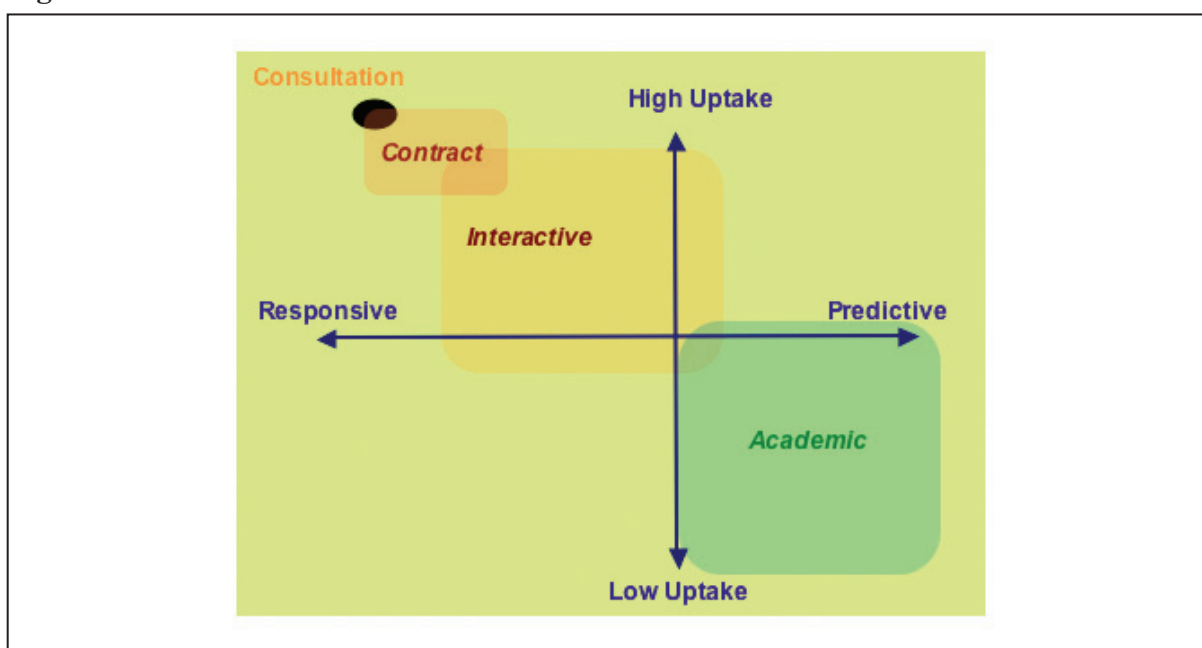 Consultation
High Uptake
Contract
Interactive
Responsive
Predictive
Academic
Low Uptake